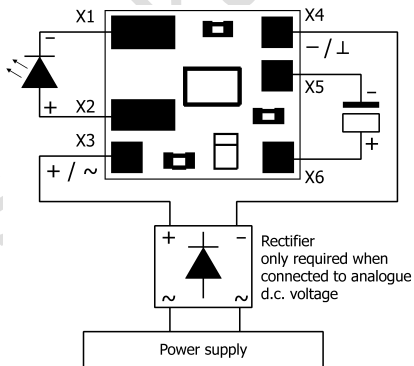 X1
X4
–
– / ⊥
X5
+
X2
–
X3
+
+ / ~
X6
+
–
Rectifier
only required when
connected to analogue
d.c. voltage
~
~
Power supply